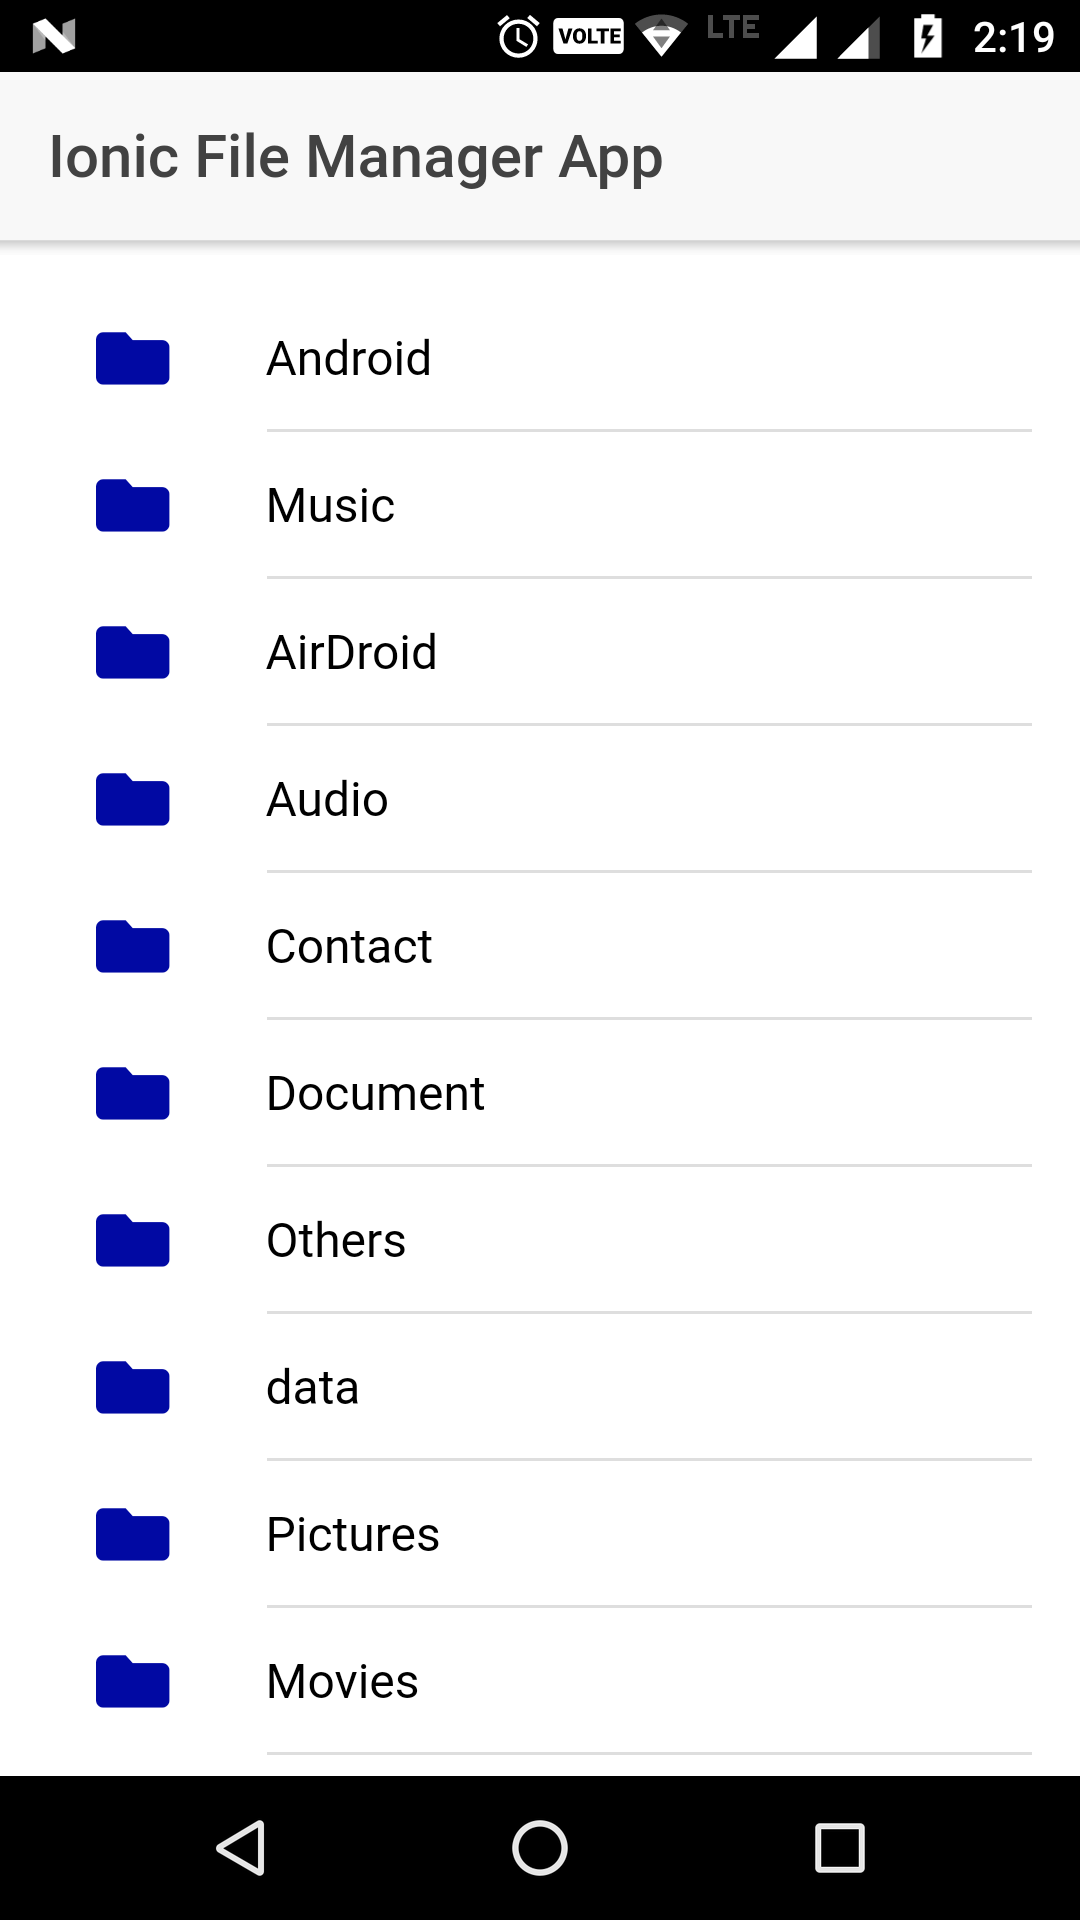 VOLTE LTE 2:19
Ionic File Manager App
Android
Music
AirDroid
Audio
Contact
Document
Others
data
Pictures
Movies